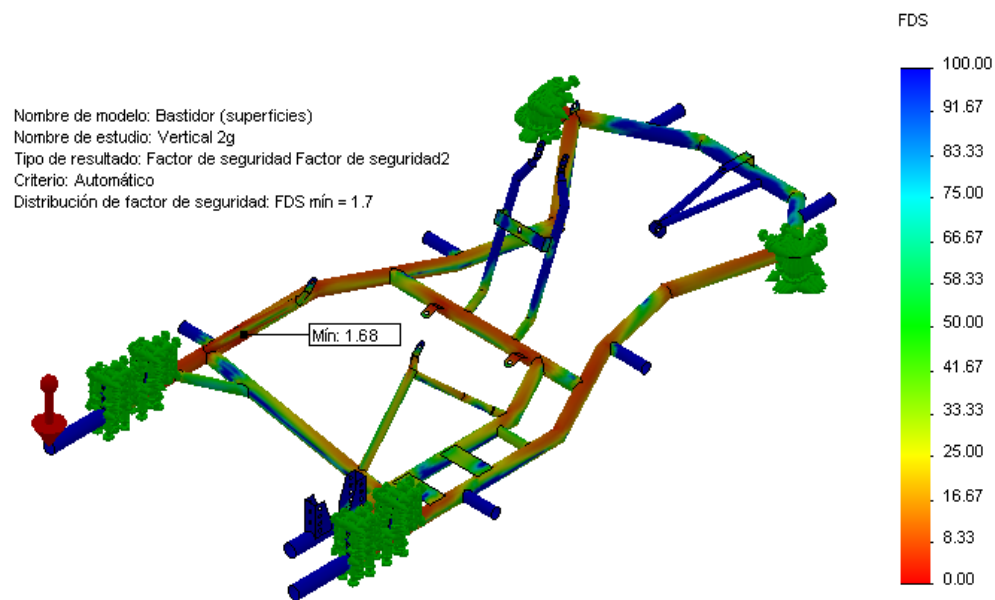 FDS
Nombre de modelo: Bastidor (superficies)
Nombre de estudio: Vertical 2g
Tipo de resultado: Factor de seguridad Factor de seguridad2
Criterio: Automático
Distribución de factor de seguridad: FDS mín = 1.7
Mín: 1.68
100.00
91.67
83.33
75.00
66.67
58.33
50.00
41.67
33.33
25.00
16.67
8.33
0.00